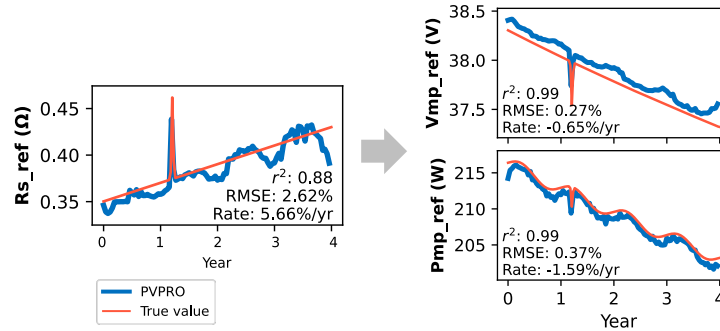 Rs_ref (Ω)
0.45
0.40
0.35
r²: 0.88
RMSE: 2.62%
Rate: 5.66%/yr
0 1 2 3 4
Year
PVPRO
True value
Vmp_ref (V)
38.5
38.0
37.5
r²: 0.99
RMSE: 0.27%
Rate: -0.65%/yr
Pmp_ref (W)
215
210
205
r²: 0.99
RMSE: 0.37%
Rate: -1.59%/yr
0 1 2 3 4
Year